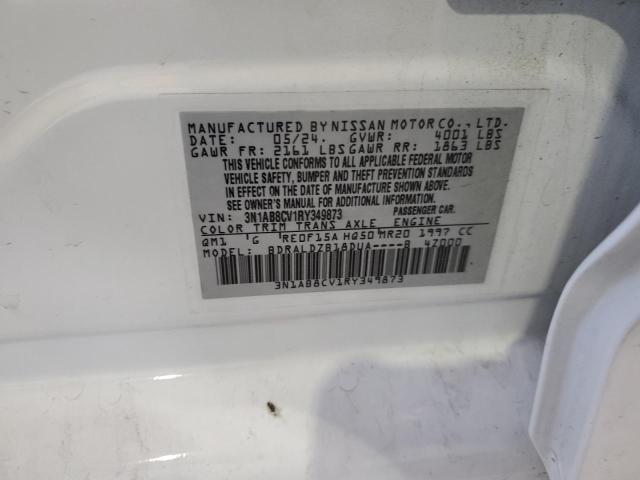 MANUFACTURED BY NISSAN MOTOR CO., LTD.
DATE: 05/24. GVWR: 4001 LBS
GAWR FR: 2161 LBS GAWR RR: 1863 LBS
THIS VEHICLE CONFORMS TO ALL APPLICABLE FEDERAL MOTOR
VEHICLE SAFETY, BUMPER AND THEFT PREVENTION STANDARDS
IN EFFECT ON THE DATE OF MANUFACTURE SHOWN ABOVE.
SEE OWNER'S MANUAL FOR ADDITIONAL INFORMATION.
VIN: 3N1AB8CV1RY349873 PASSENGER CAR.
COLOR TRIM TRANS AXLE ENGINE
QM1 G RE0F15A HQ50 MR20 1997 CC
MODEL: BDRALDZB18DUA----B 47000
3N1AB8CV1RY349873